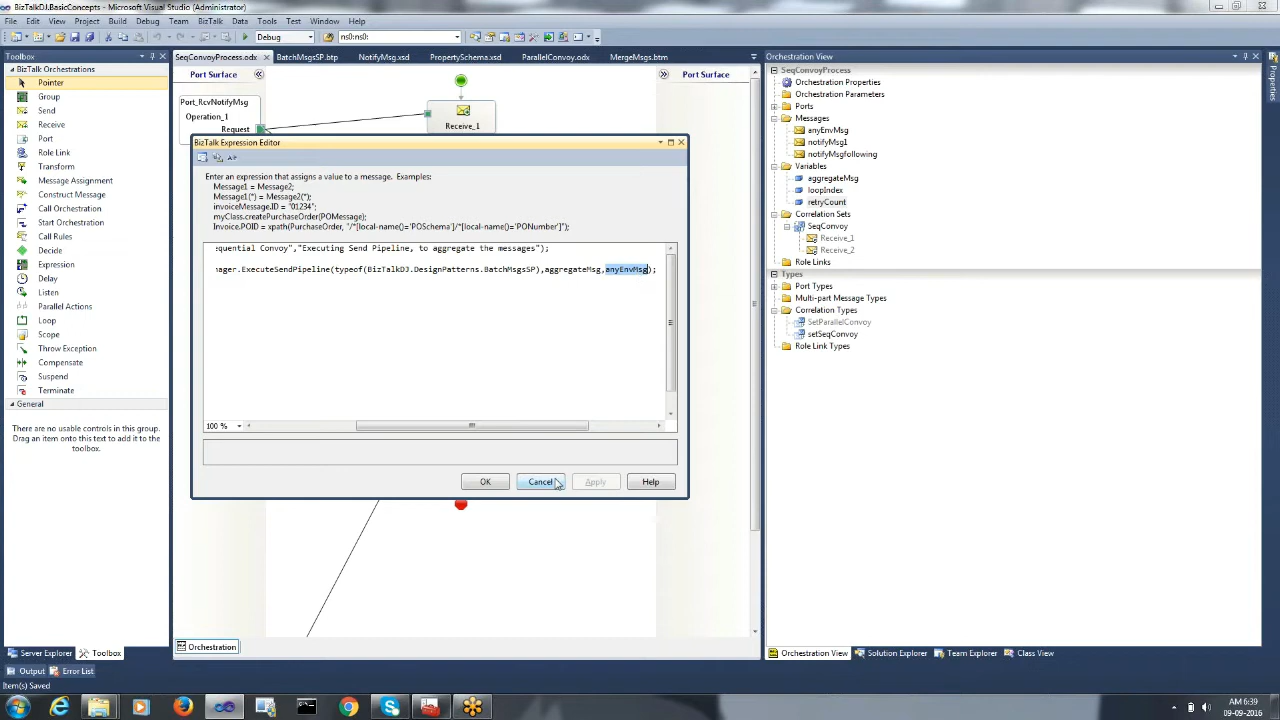 BizTalkDJ.BasicConcepts - Microsoft Visual Studio (Administrator)
File Edit View Project Build Debug Team BizTalk Data Tools Test Window Help
Debug ns0:ns0:
Toolbox
BizTalk Orchestrations
Pointer
Group
Send
Receive
Port
Role Link
Transform
Message Assignment
Construct Message
Call Orchestration
Start Orchestration
Call Rules
Decide
Expression
Delay
Listen
Parallel Actions
Loop
Scope
Throw Exception
Compensate
Suspend
Terminate
General
There are no usable controls in this group.
Drag an item onto this text to add it to the
toolbox.
Server Explorer Toolbox
Output Error List
Item(s) Saved
SeqConvoyProcess.odx BatchMsgsSP.btp NotifyMsg.xsd PropertySchema.xsd ParallelConvoy.odx MergeMsgs.btm
Port Surface
Port Surface
Port_RcvNotifyMsg
Operation_1
Request
Receive_1
BizTalk Expression Editor
Enter an expression that assigns a value to a message. Examples:
Message1 = Message2;
Message1(*) = Message2(*);
invoiceMessage.ID = "01234";
myClass.createPurchaseOrder(POMessage);
Invoice.POID = xpath(PurchaseOrder, "/*[local-name()='POSchema']/*[local-name()='PONumber']");
equential Convoy","Executing Send Pipeline, to aggregate the messages");
ager.ExecuteSendPipeline(typeof(BizTalkDJ.DesignPatterns.BatchMsgsSP),aggregateMsg,anyEnvMsg);
100 %
OK Cancel Apply Help
Orchestration
Orchestration View
SeqConvoyProcess
Orchestration Properties
Orchestration Parameters
Ports
Messages
anyEnvMsg
notifyMsg1
notifyMsgfollowing
Variables
aggregateMsg
loopIndex
retryCount
Correlation Sets
SeqConvoy
Receive_1
Receive_2
Role Links
Types
Port Types
Multi-part Message Types
Correlation Types
SetParallelConvoy
setSeqConvoy
Role Link Types
Orchestration View Solution Explorer Team Explorer Class View
Properties
AM 6:39
09-09-2016